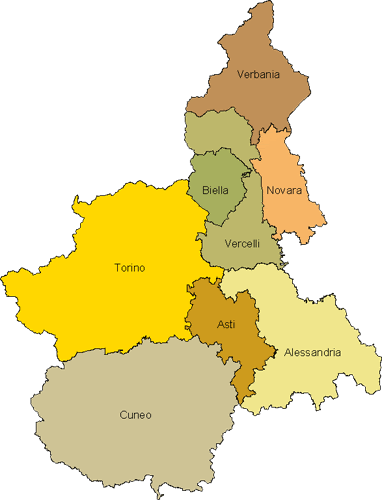 Verbania
Biella
Novara
Vercelli
Torino
Asti
Alessandria
Cuneo